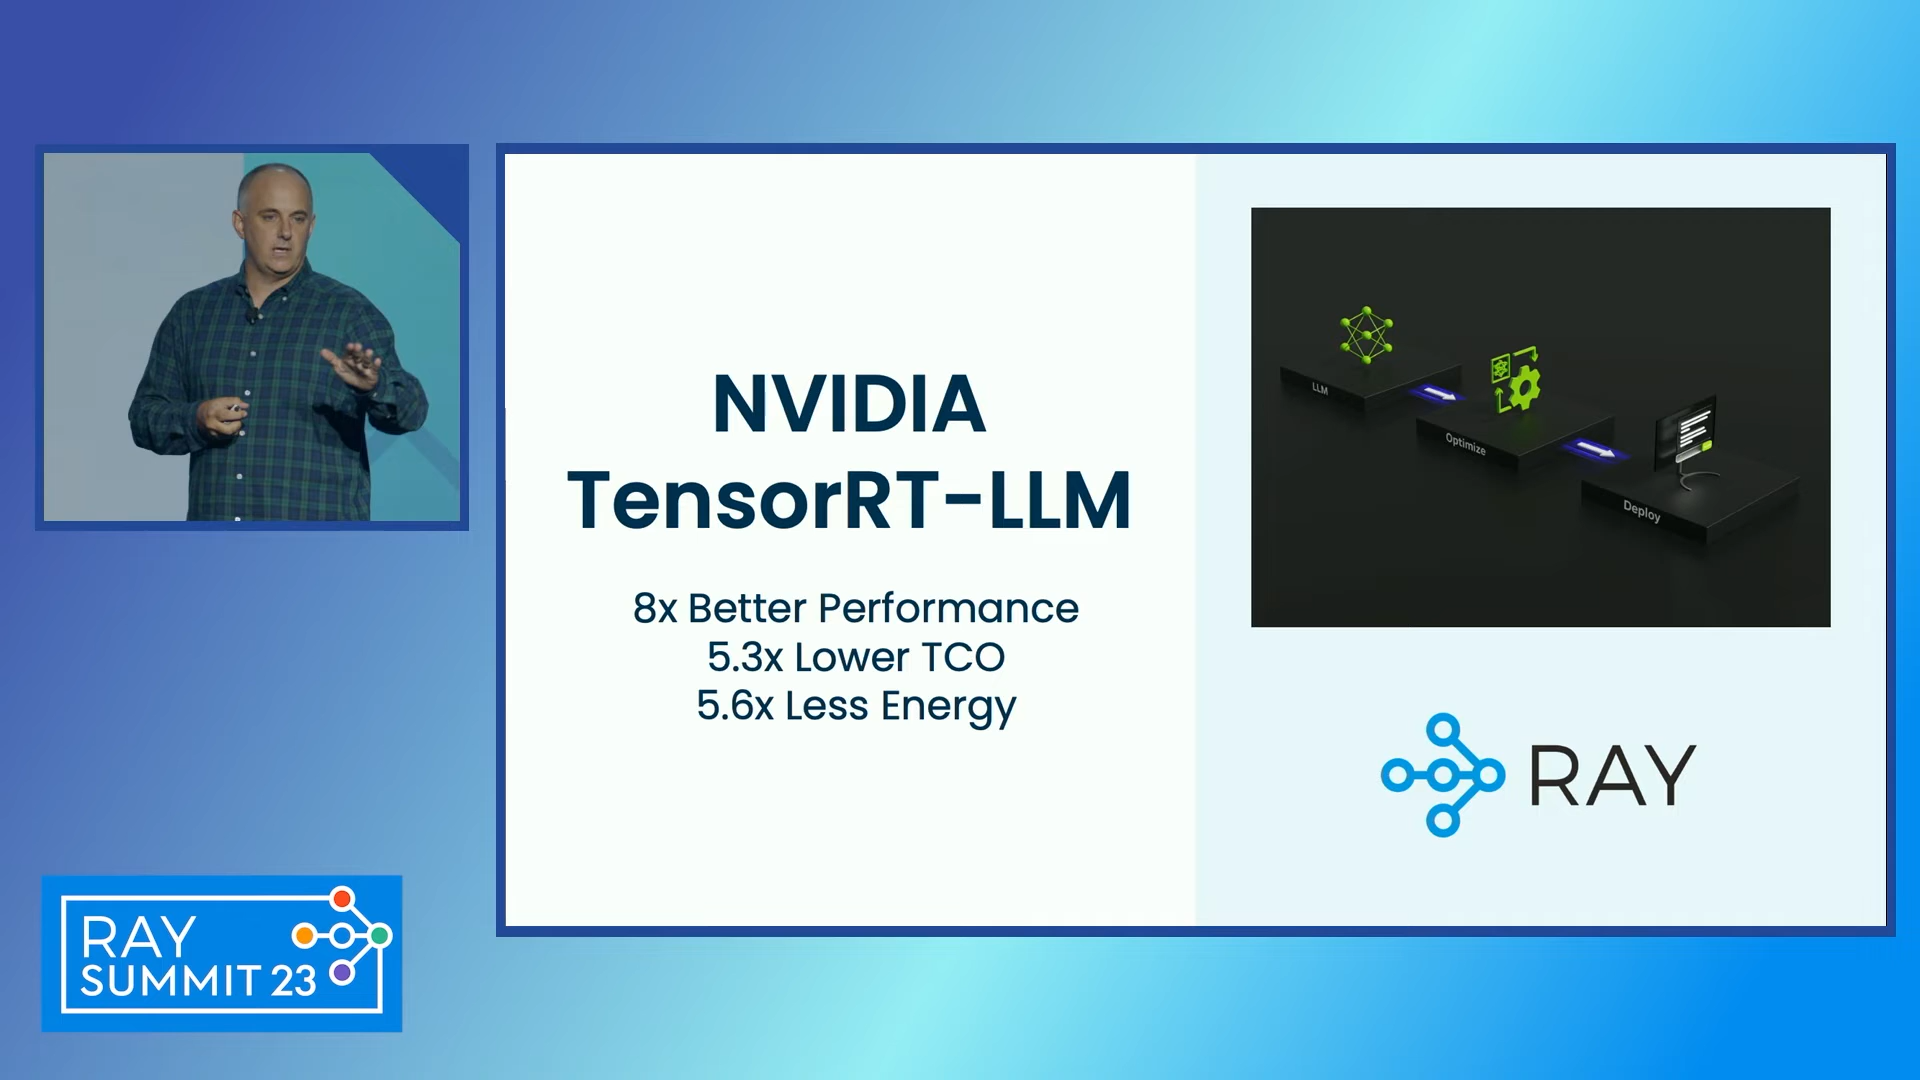 NVIDIA
TensorRT-LLM
8x Better Performance
5.3x Lower TCO
5.6x Less Energy
LLM
Optimize
Deploy
RAY
RAY
SUMMIT 23